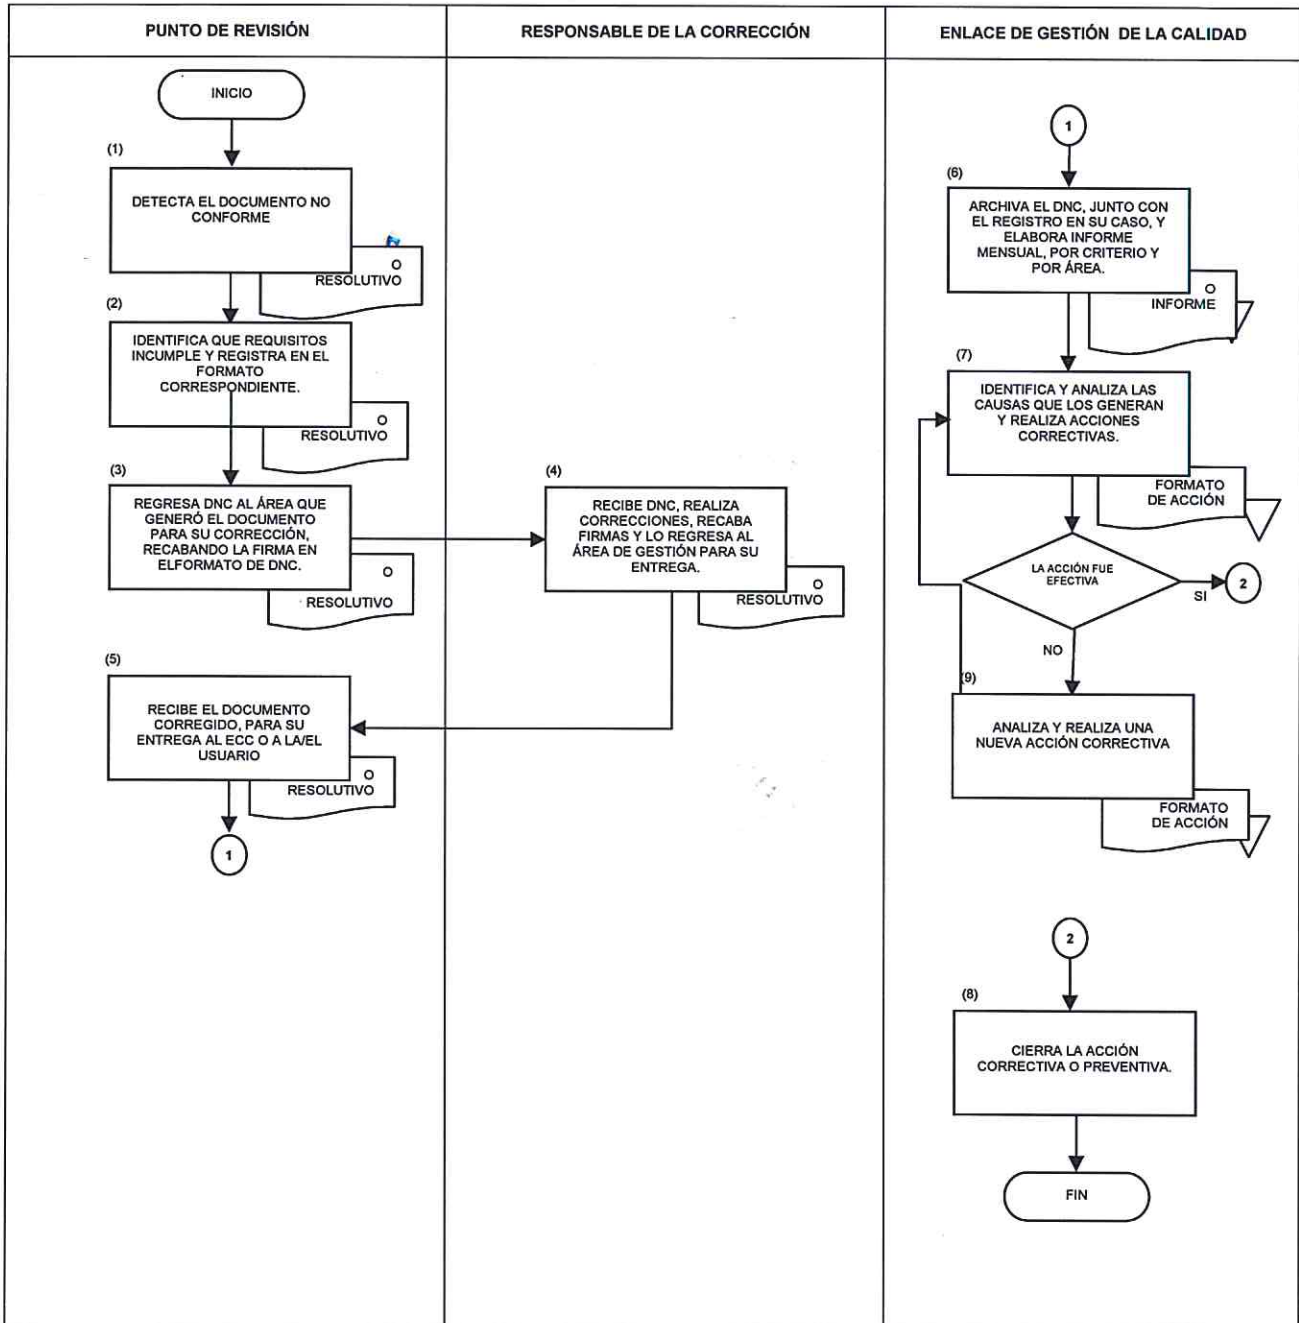 PUNTO DE REVISIÓN
RESPONSABLE DE LA CORRECCIÓN
ENLACE DE GESTIÓN DE LA CALIDAD
INICIO
(1)
DETECTA EL DOCUMENTO NO
CONFORME
O
RESOLUTIVO
(2)
IDENTIFICA QUE REQUISITOS
INCUMPLE Y REGISTRA EN EL
FORMATO
CORRESPONDIENTE.
O
RESOLUTIVO
(3)
REGRESA DNC AL ÁREA QUE
GENERÓ EL DOCUMENTO
PARA SU CORRECCIÓN,
RECABANDO LA FIRMA EN
ELFORMATO DE DNC.
O
RESOLUTIVO
(4)
RECIBE DNC, REALIZA
CORRECCIONES, RECABA
FIRMAS Y LO REGRESA AL
ÁREA DE GESTIÓN PARA SU
ENTREGA.
O
RESOLUTIVO
(5)
RECIBE EL DOCUMENTO
CORREGIDO, PARA SU
ENTREGA AL ECC O A LA/EL
USUARIO
O
RESOLUTIVO
1
1
(6)
ARCHIVA EL DNC, JUNTO CON
EL REGISTRO EN SU CASO, Y
ELABORA INFORME
MENSUAL, POR CRITERIO Y
POR ÁREA.
O
INFORME
(7)
IDENTIFICA Y ANALIZA LAS
CAUSAS QUE LOS GENERAN
Y REALIZA ACCIONES
CORRECTIVAS.
FORMATO
DE ACCIÓN
LA ACCIÓN FUE
EFECTIVA
SI
2
NO
(9)
ANALIZA Y REALIZA UNA
NUEVA ACCIÓN CORRECTIVA
FORMATO
DE ACCIÓN
2
(8)
CIERRA LA ACCIÓN
CORRECTIVA O PREVENTIVA.
FIN